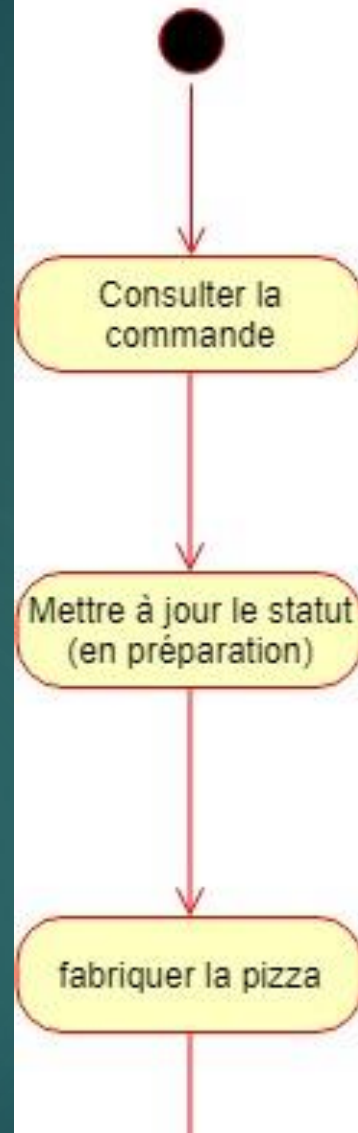 Consulter la
commande
Mettre à jour le statut
(en préparation)
fabriquer la pizza